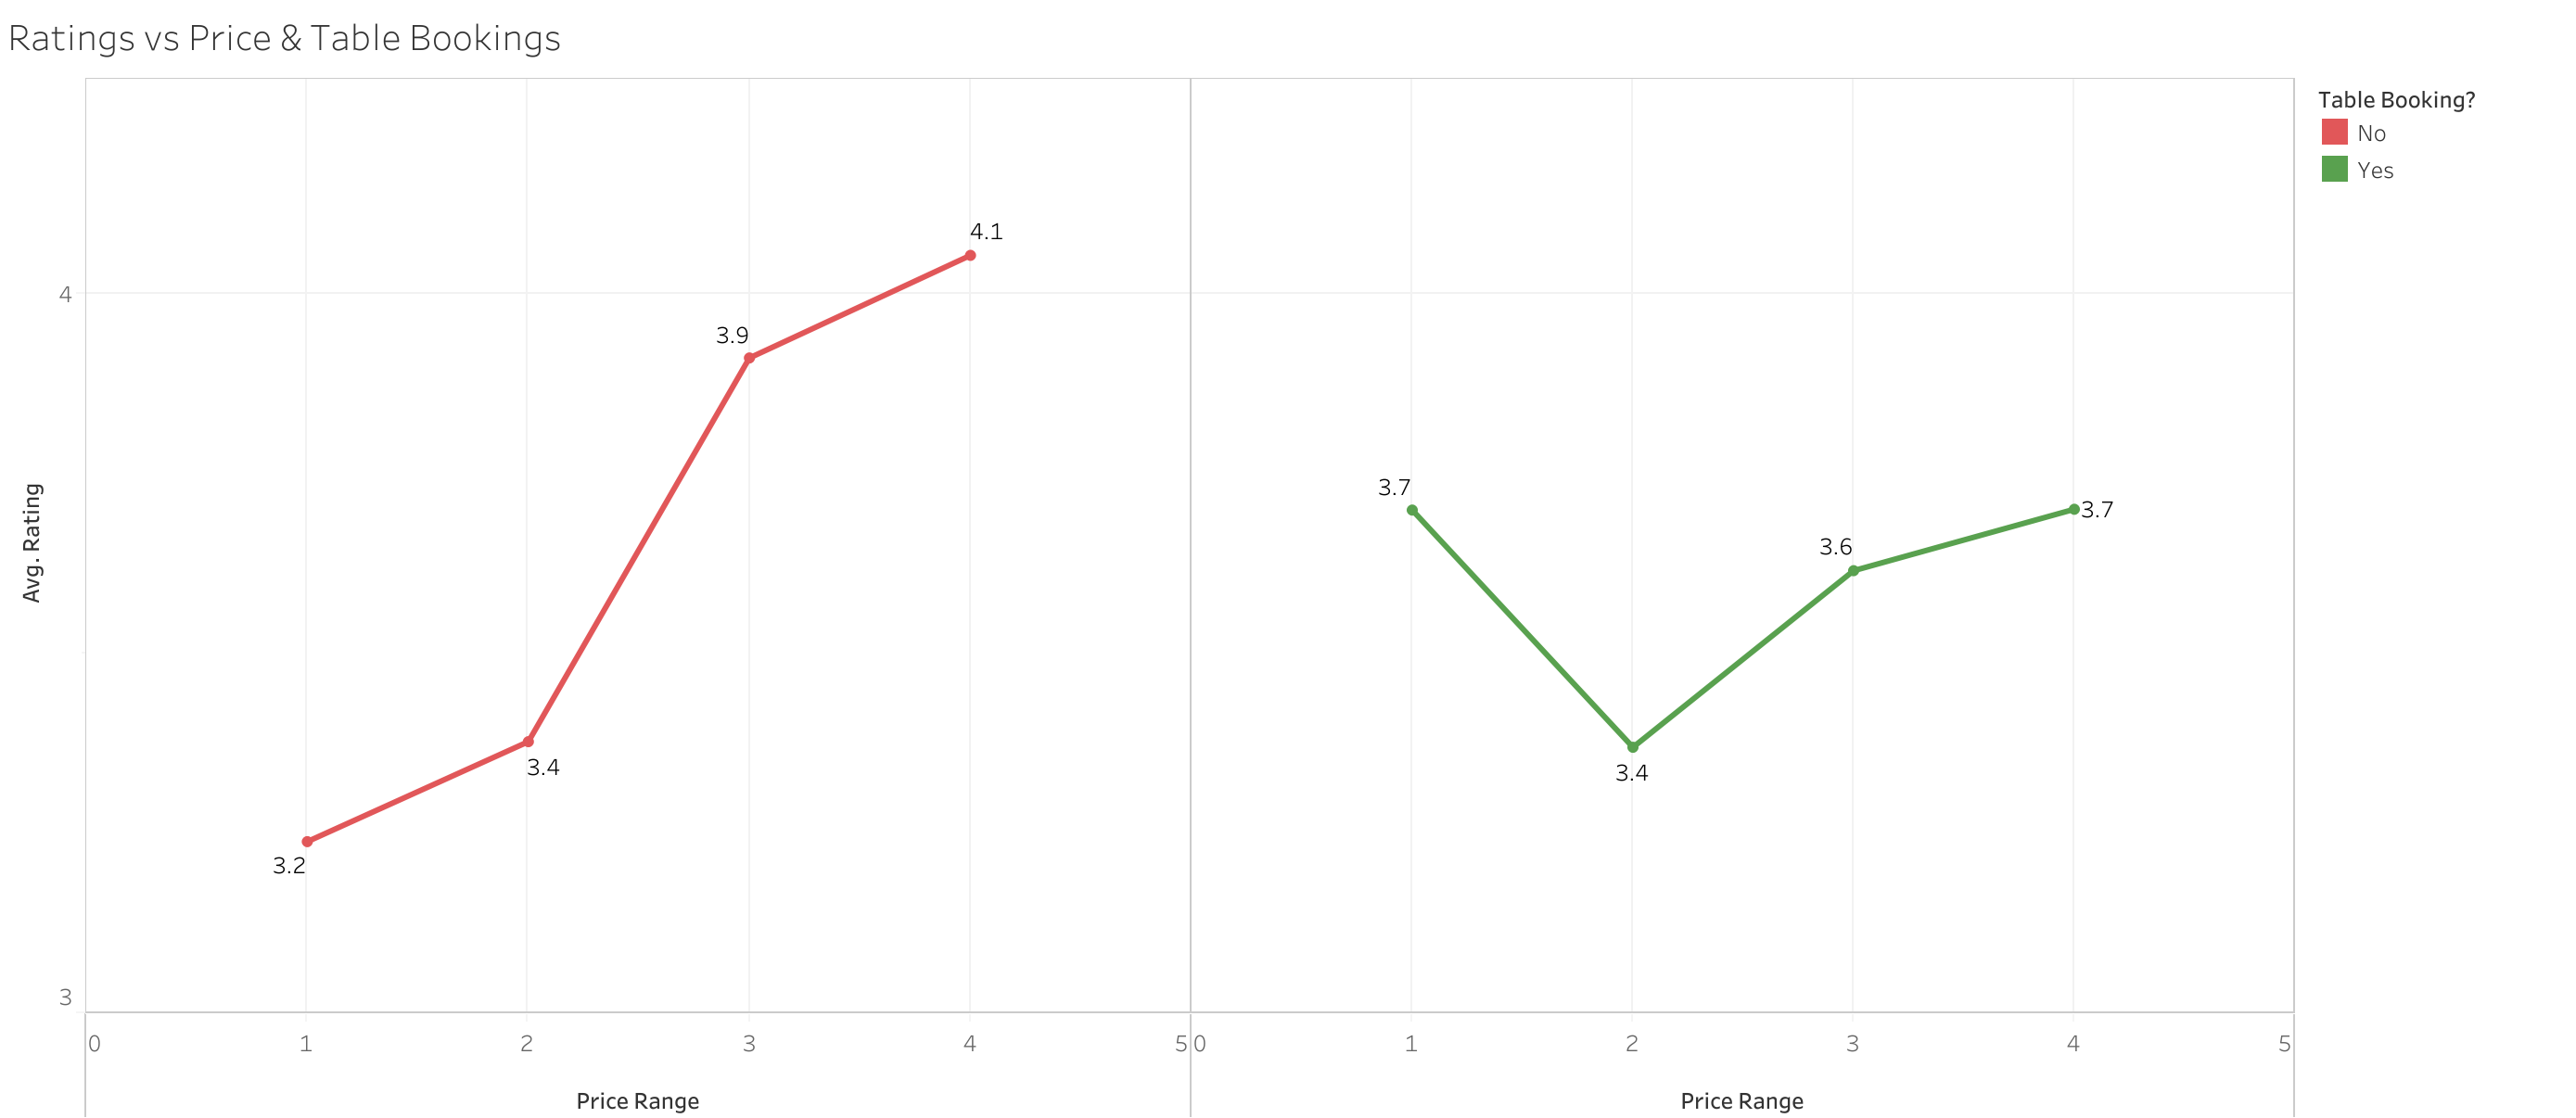 Ratings vs Price & Table Bookings
Table Booking?
No
Yes
4.1
4
3.9
3.7
3.7
3.6
Avg. Rating
3.4
3.4
3.2
3
0 1 2 3 4 5 0 1 2 3 4 5
Price Range Price Range